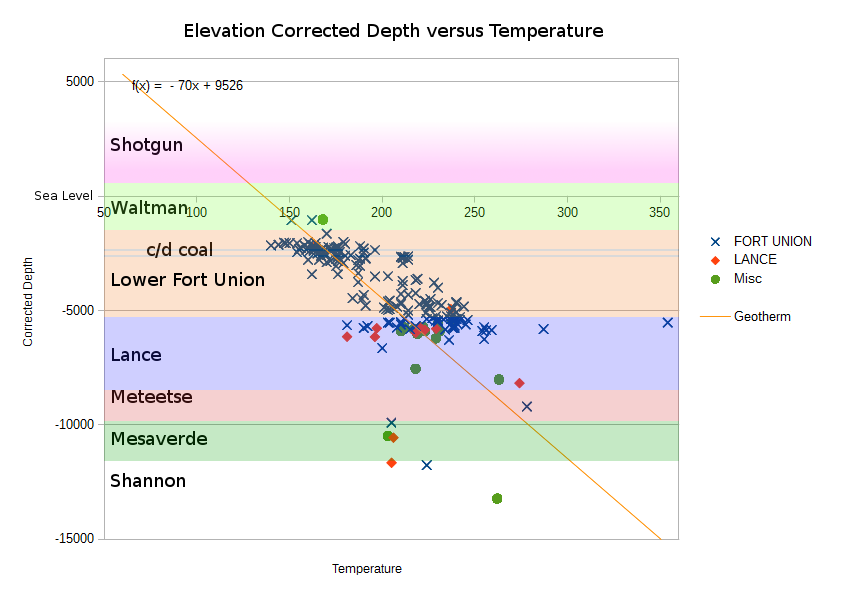 Elevation Corrected Depth versus Temperature
5000
f(x) = - 70x + 9526
Shotgun
Sea Level
Waltman
50 100 150 200 250 300 350
c/d coal
FORT UNION
LANCE
Misc
Lower Fort Union
Corrected Depth
-5000
Geotherm
Lance
Meteetse
-10000
Mesaverde
Shannon
-15000
Temperature